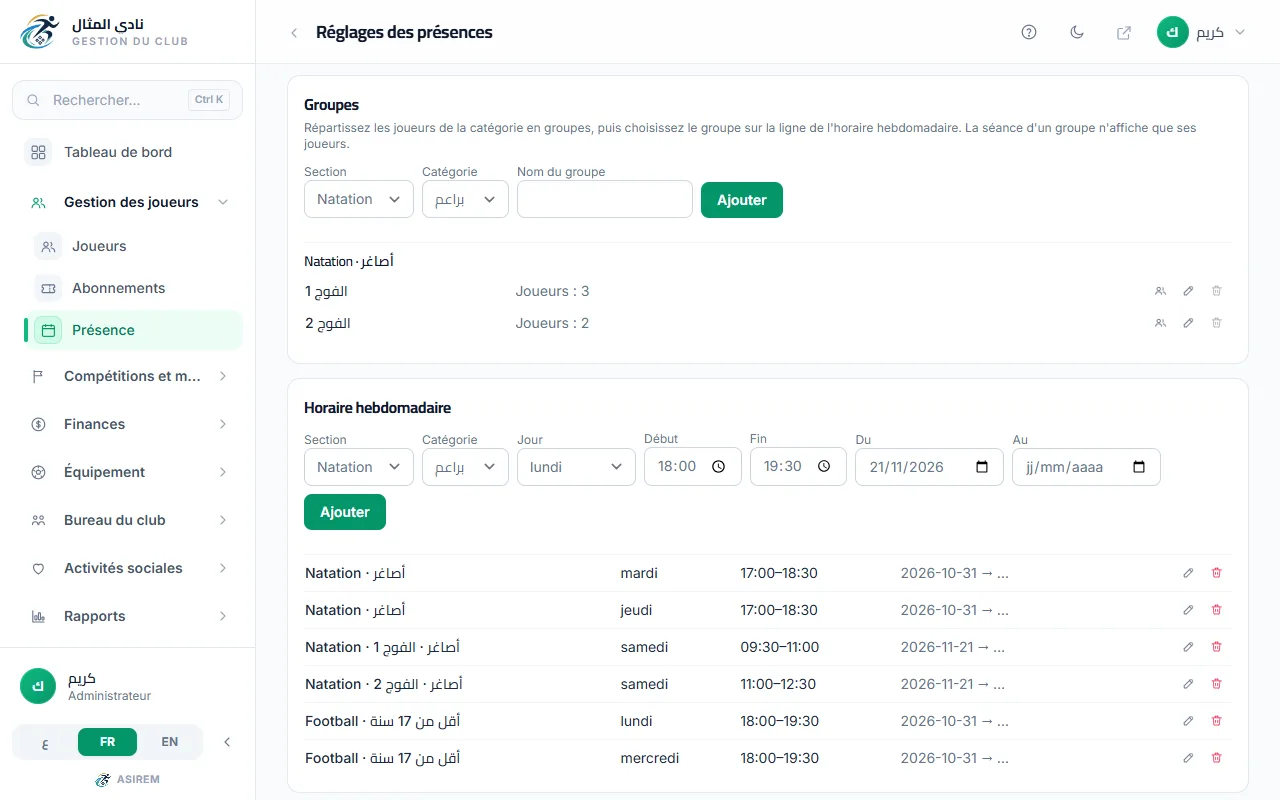 نادي المثال
GESTION DU CLUB
Rechercher...
Ctrl K
Tableau de bord
Gestion des joueurs
Joueurs
Abonnements
Présence
Compétitions et m...
Finances
Équipement
Bureau du club
Activités sociales
Rapports
ك
كريم
Administrateur
ع
FR
EN
ASIREM
Réglages des présences
ك
كريم
Groupes
Répartissez les joueurs de la catégorie en groupes, puis choisissez le groupe sur la ligne de l'horaire hebdomadaire. La séance d'un groupe n'affiche que ses
joueurs.
Section
Catégorie
Nom du groupe
Natation
براعم
Ajouter
Natation · أصاغر
الفوج 1
Joueurs : 3
الفوج 2
Joueurs : 2
Horaire hebdomadaire
Section
Catégorie
Jour
Début
Fin
Du
Au
Natation
براعم
lundi
18:00
19:30
21/11/2026
jj/mm/aaaa
Ajouter
Natation · أصاغر mardi 17:00–18:30 2026-10-31 → ...
Natation · أصاغر jeudi 17:00–18:30 2026-10-31 → ...
Natation · أصاغر · الفوج 1 samedi 09:30–11:00 2026-11-21 → ...
Natation · أصاغر · الفوج 2 samedi 11:00–12:30 2026-11-21 → ...
Football · أقل من 17 سنة lundi 18:00–19:30 2026-10-31 → ...
Football · أقل من 17 سنة mercredi 18:00–19:30 2026-10-31 → ...